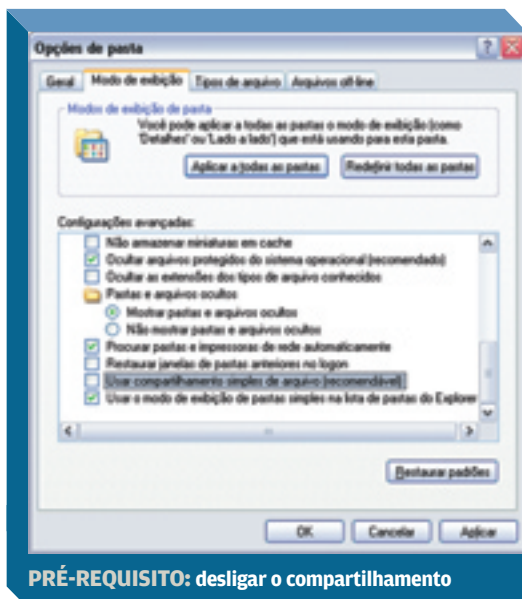 Opções de pasta
Geral
Modo de exibição
Tipos de arquivo
Arquivos off-line
Modos de exibição de pasta
Você pode aplicar a todas as pastas o modo de exibição (como
'Detalhes' ou 'Lado a lado') que está usando para esta pasta.
Aplicar a todas as pastas
Redefinir todas as pastas
Configurações avançadas:
Não armazenar miniaturas em cache
Ocultar arquivos protegidos do sistema operacional (recomendado)
Ocultar as extensões dos tipos de arquivo conhecidos
Pastas e arquivos ocultos
Mostrar pastas e arquivos ocultos
Não mostrar pastas e arquivos ocultos
Procurar pastas e impressoras de rede automaticamente
Restaurar janelas de pastas anteriores no logon
Usar compartilhamento simples de arquivo (recomendável)
Usar o modo de exibição de pastas simples na lista de pastas do Explorer
Restaurar padrões
OK
Cancelar
Aplicar
PRÉ-REQUISITO: desligar o compartilhamento